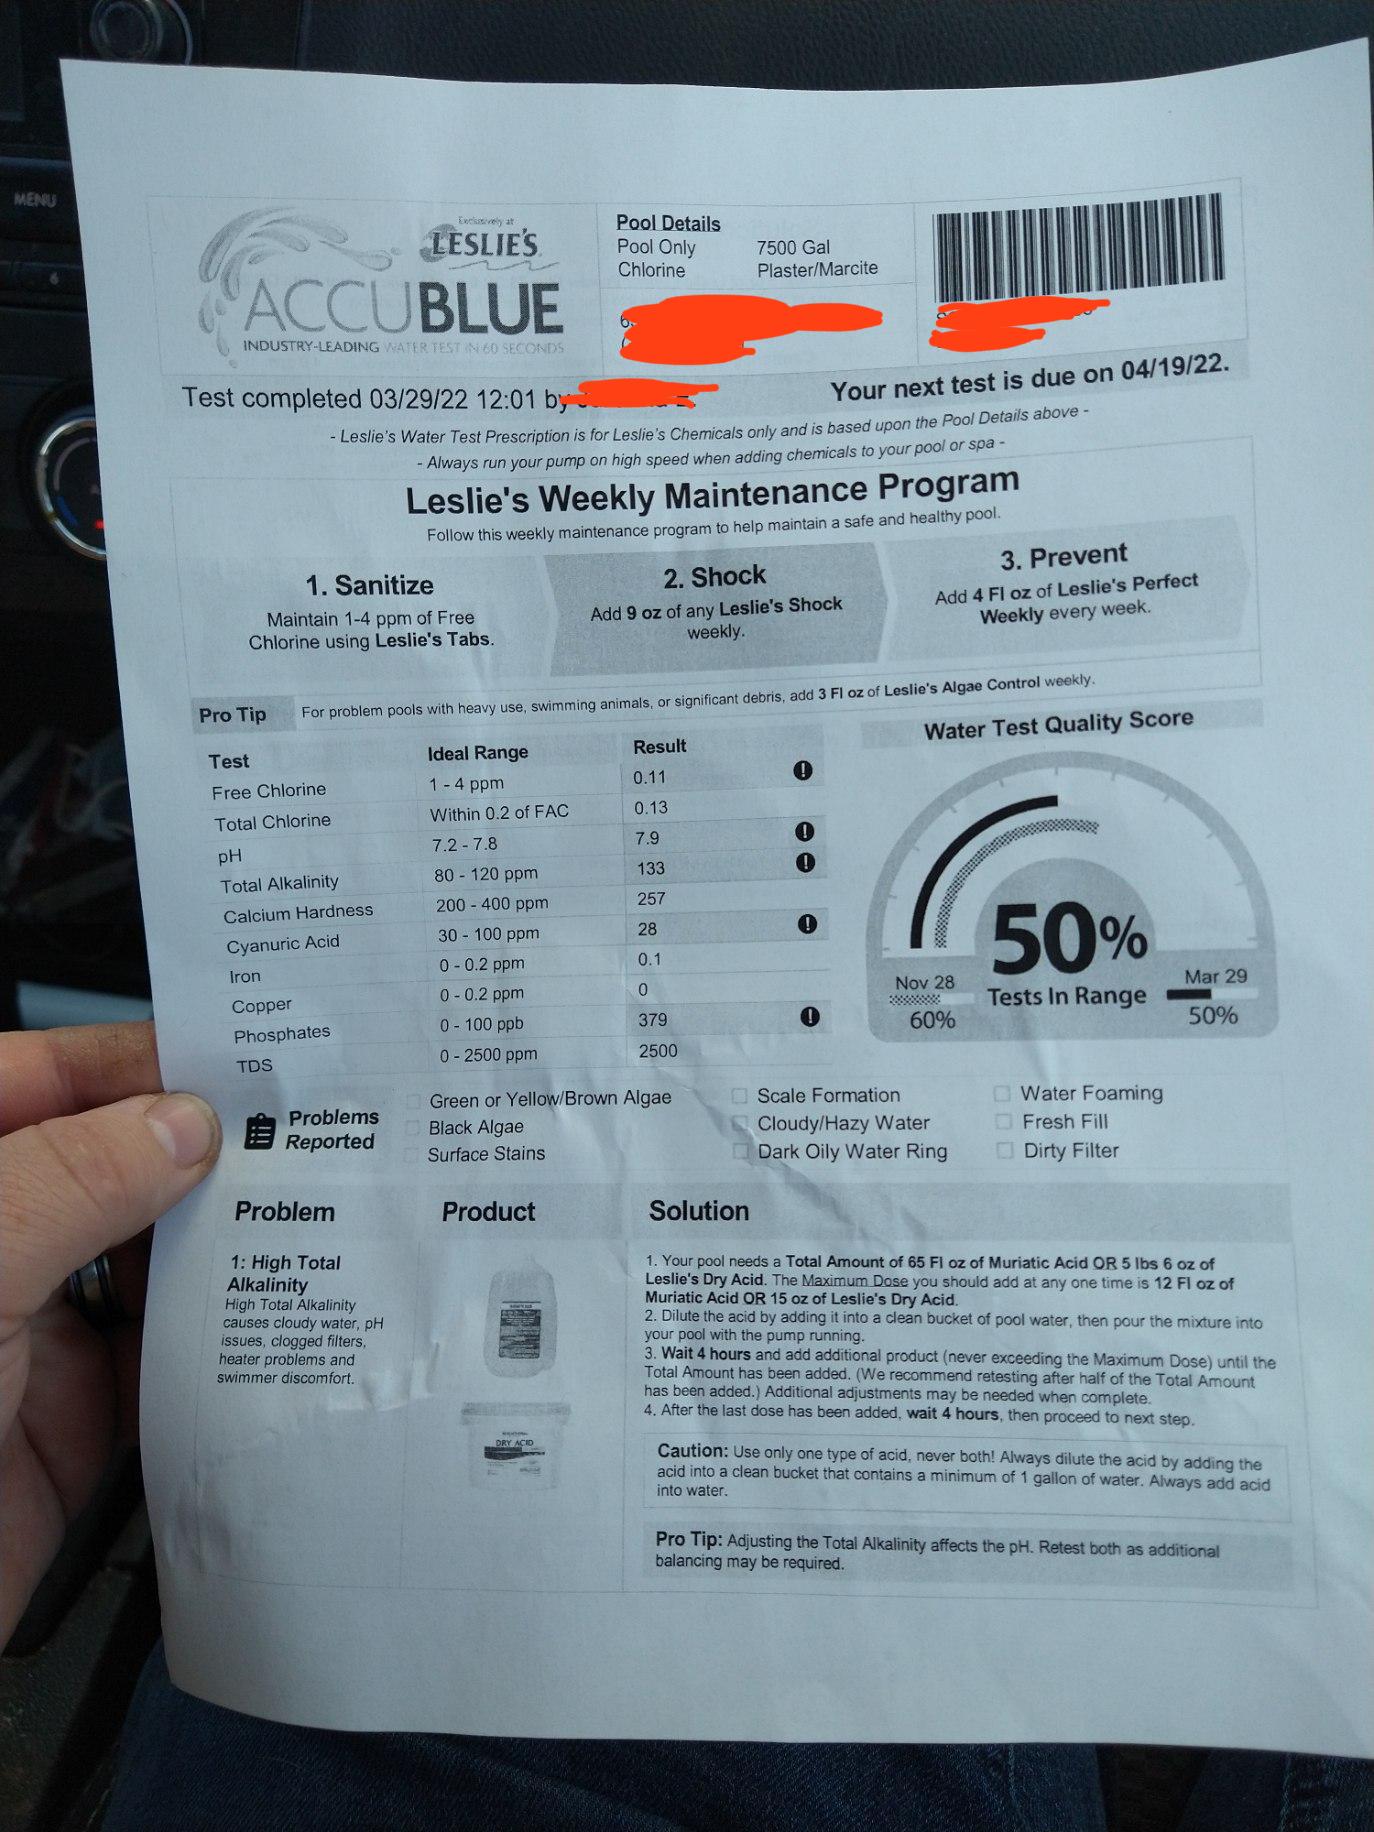 MENU
6
Exclusively at
LESLIE'S
ACCUBLUE
INDUSTRY-LEADING WATER TEST IN 60 SECONDS
Pool Details
Pool Only 7500 Gal
Chlorine Plaster/Marcite
Test completed 03/29/22 12:01 by
Your next test is due on 04/19/22.
- Leslie's Water Test Prescription is for Leslie's Chemicals only and is based upon the Pool Details above -
- Always run your pump on high speed when adding chemicals to your pool or spa -
Leslie's Weekly Maintenance Program
Follow this weekly maintenance program to help maintain a safe and healthy pool.
1. Sanitize
Maintain 1-4 ppm of Free
Chlorine using Leslie's Tabs.
2. Shock
Add 9 oz of any Leslie's Shock
weekly.
3. Prevent
Add 4 Fl oz of Leslie's Perfect
Weekly every week.
Pro Tip For problem pools with heavy use, swimming animals, or significant debris, add 3 Fl oz of Leslie's Algae Control weekly.
Test Ideal Range Result
Free Chlorine 1 - 4 ppm 0.11 !
Total Chlorine Within 0.2 of FAC 0.13
pH 7.2 - 7.8 7.9 !
Total Alkalinity 80 - 120 ppm 133 !
Calcium Hardness 200 - 400 ppm 257
Cyanuric Acid 30 - 100 ppm 28 !
Iron 0 - 0.2 ppm 0.1
Copper 0 - 0.2 ppm 0
Phosphates 0 - 100 ppb 379 !
TDS 0 - 2500 ppm 2500
Water Test Quality Score
50%
Tests In Range
Nov 28
60%
Mar 29
50%
Problems
Reported
Green or Yellow/Brown Algae
Black Algae
Surface Stains
Scale Formation
Cloudy/Hazy Water
Dark Oily Water Ring
Water Foaming
Fresh Fill
Dirty Filter
Problem Product Solution
1: High Total
Alkalinity
High Total Alkalinity
causes cloudy water, pH
issues, clogged filters,
heater problems and
swimmer discomfort.
DRY ACID
1. Your pool needs a Total Amount of 65 Fl oz of Muriatic Acid OR 5 lbs 6 oz of
Leslie's Dry Acid. The Maximum Dose you should add at any one time is 12 Fl oz of
Muriatic Acid OR 15 oz of Leslie's Dry Acid.
2. Dilute the acid by adding it into a clean bucket of pool water, then pour the mixture into
your pool with the pump running.
3. Wait 4 hours and add additional product (never exceeding the Maximum Dose) until the
Total Amount has been added. (We recommend retesting after half of the Total Amount
has been added.) Additional adjustments may be needed when complete.
4. After the last dose has been added, wait 4 hours, then proceed to next step.
Caution: Use only one type of acid, never both! Always dilute the acid by adding the
acid into a clean bucket that contains a minimum of 1 gallon of water. Always add acid
into water.
Pro Tip: Adjusting the Total Alkalinity affects the pH. Retest both as additional
balancing may be required.